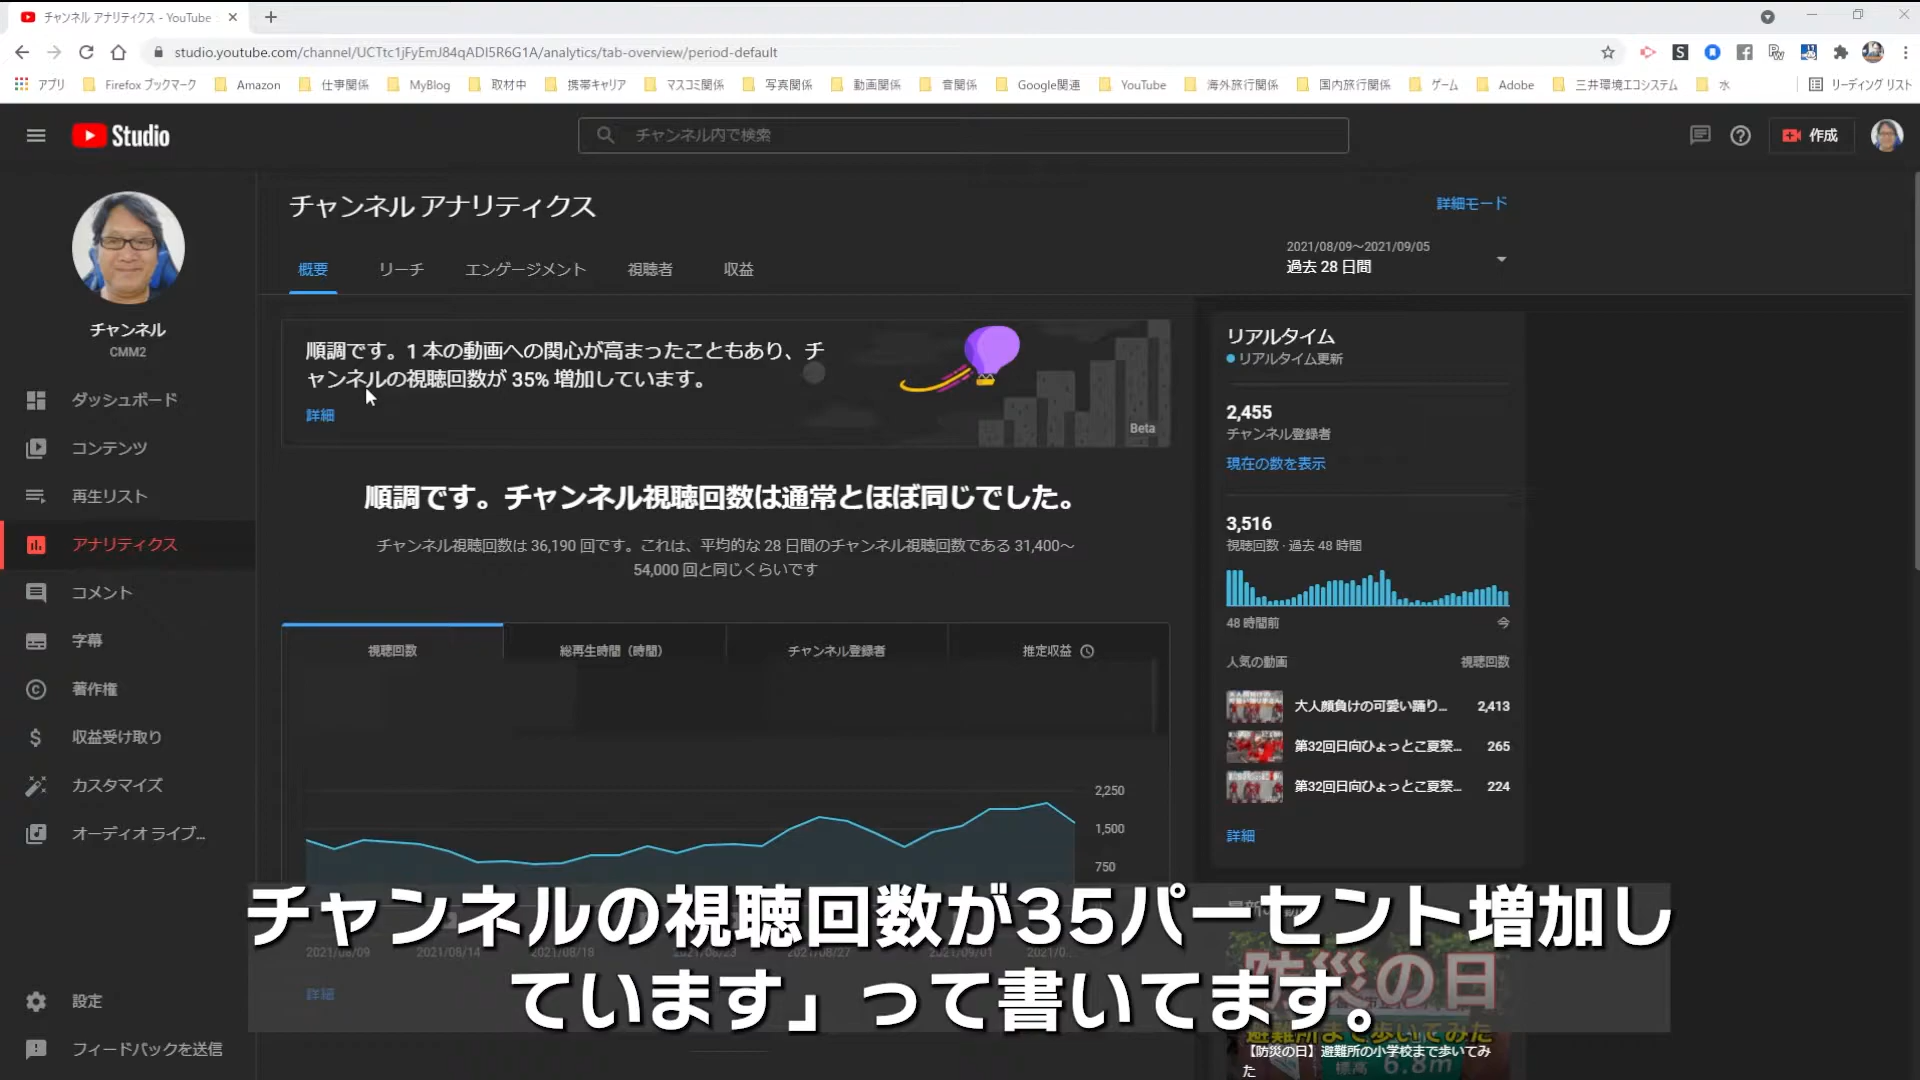 チャンネル アナリティクス - YouTube
studio.youtube.com/channel/UCTtc1jFyEmJ84qADI5R6G1A/analytics/tab-overview/period-default
アプリ Firefox ブックマーク Amazon 仕事関係 MyBlog 取材中 携帯キャリア マスコミ関係 写真関係 動画関係 音関係 Google関連 YouTube 海外旅行関係 国内旅行関係 ゲーム Adobe 三井環境エコシステム 水 リーディング リスト
Studio
チャンネル内で検索
作成
チャンネル
CMM2
ダッシュボード
コンテンツ
再生リスト
アナリティクス
コメント
字幕
著作権
収益受け取り
カスタマイズ
オーディオ ライブ...
設定
フィードバックを送信
チャンネル アナリティクス
詳細モード
概要 リーチ エンゲージメント 視聴者 収益
2021/08/09～2021/09/05
過去 28 日間
順調です。1 本の動画への関心が高まったこともあり、チ
ャンネルの視聴回数が 35% 増加しています。
詳細
Beta
順調です。チャンネル視聴回数は通常とほぼ同じでした。
チャンネル視聴回数は 36,190 回です。これは、平均的な 28 日間のチャンネル視聴回数である 31,400～
54,000 回と同じくらいです
視聴回数 総再生時間（時間） チャンネル登録者 推定収益
2,250
1,500
750
2021/08/09 2021/08/14 2021/08/18 2021/08/23 2021/08/27 2021/09/01 2021/0...
詳細
リアルタイム
リアルタイム更新
2,455
チャンネル登録者
現在の数を表示
3,516
視聴回数 · 過去 48 時間
48 時間前 今
人気の動画 視聴回数
大人顔負けの可愛い踊り... 2,413
第32回日向ひょっとこ夏祭... 265
第32回日向ひょっとこ夏祭... 224
詳細
防災の日
避難所まで歩いてみた
【防災の日】避難所の小学校まで歩いてみ
た
標高 6.8m
チャンネルの視聴回数が35パーセント増加し
ています」って書いてます。